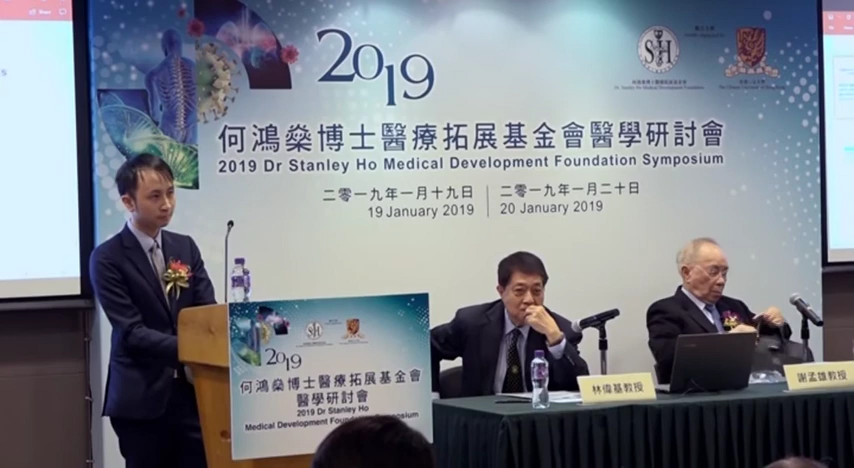 2019
何鴻燊博士醫療拓展基金會醫學研討會
2019 Dr Stanley Ho Medical Development Foundation Symposium
二零一九年一月十九日
19 January 2019
二零一九年一月二十日
20 January 2019
2019
何鴻燊博士醫療拓展基金會
醫學研討會
2019 Dr Stanley Ho
Medical Development Foundation Symposium
林偉基教授
謝孟雄教授